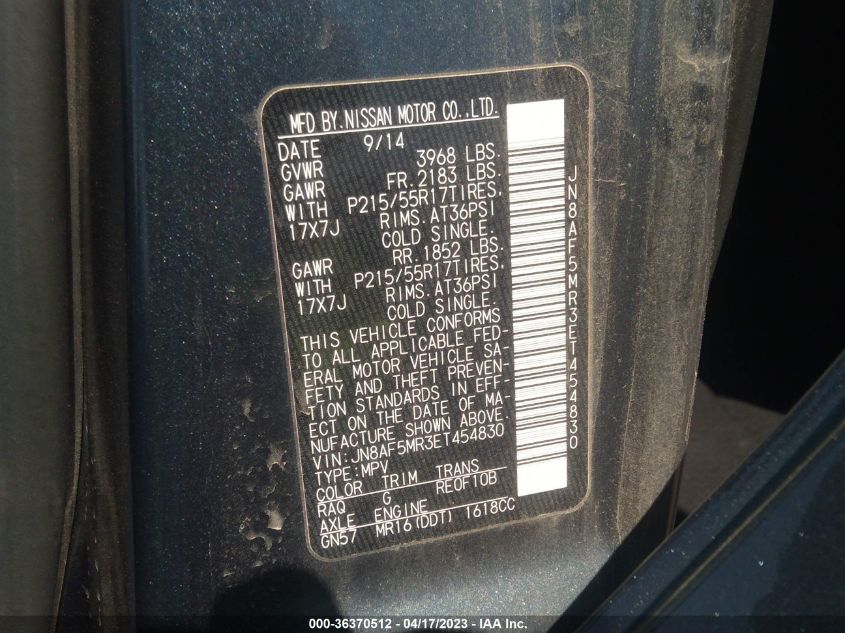 MFD BY.NISSAN MOTOR CO.,LTD.
DATE 9/14
GVWR 3968 LBS.
GAWR FR.2183 LBS.
WITH P215/55R17TIRES.
17X7J RIMS.AT36PSI
COLD SINGLE.
GAWR RR.1852 LBS.
WITH P215/55R17TIRES.
17X7J RIMS.AT36PSI
COLD SINGLE.
THIS VEHICLE CONFORMS
TO ALL APPLICABLE FED-
ERAL MOTOR VEHICLE SA-
FETY AND THEFT PREVEN-
TION STANDARDS IN EFF-
ECT ON THE DATE OF MA-
NUFACTURE SHOWN ABOVE.
VIN:JN8AF5MR3ET454830
TYPE:MPV
COLOR TRIM TRANS
RAQ G RE0F10B
AXLE ENGINE
GN57 MR16(DDT) 1618CC
JN8AF5MR3ET454830
000-36370512 - 04/17/2023 - IAA Inc.